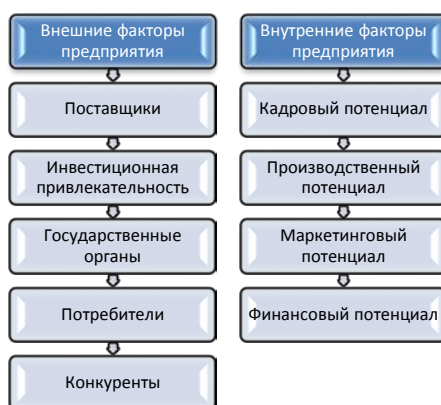 Внешние факторы
предприятия
Поставщики
Инвестиционная
привлекательность
Государственные
органы
Потребители
Конкуренты
Внутренние факторы
предприятия
Кадровый потенциал
Производственный
потенциал
Маркетинговый
потенциал
Финансовый потенциал